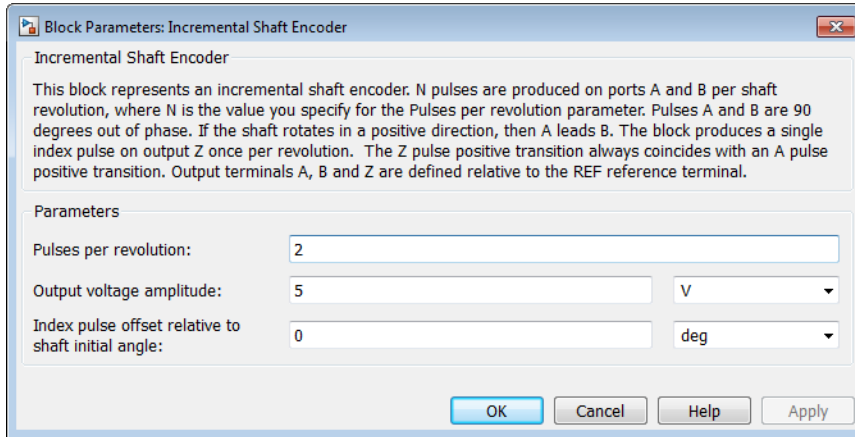 Block Parameters: Incremental Shaft Encoder
Incremental Shaft Encoder
This block represents an incremental shaft encoder. N pulses are produced on ports A and B per shaft
revolution, where N is the value you specify for the Pulses per revolution parameter. Pulses A and B are 90
degrees out of phase. If the shaft rotates in a positive direction, then A leads B. The block produces a single
index pulse on output Z once per revolution.  The Z pulse positive transition always coincides with an A pulse
positive transition. Output terminals A, B and Z are defined relative to the REF reference terminal.
Parameters
Pulses per revolution: 2
Output voltage amplitude: 5 V
Index pulse offset relative to
shaft initial angle: 0 deg
OK Cancel Help Apply